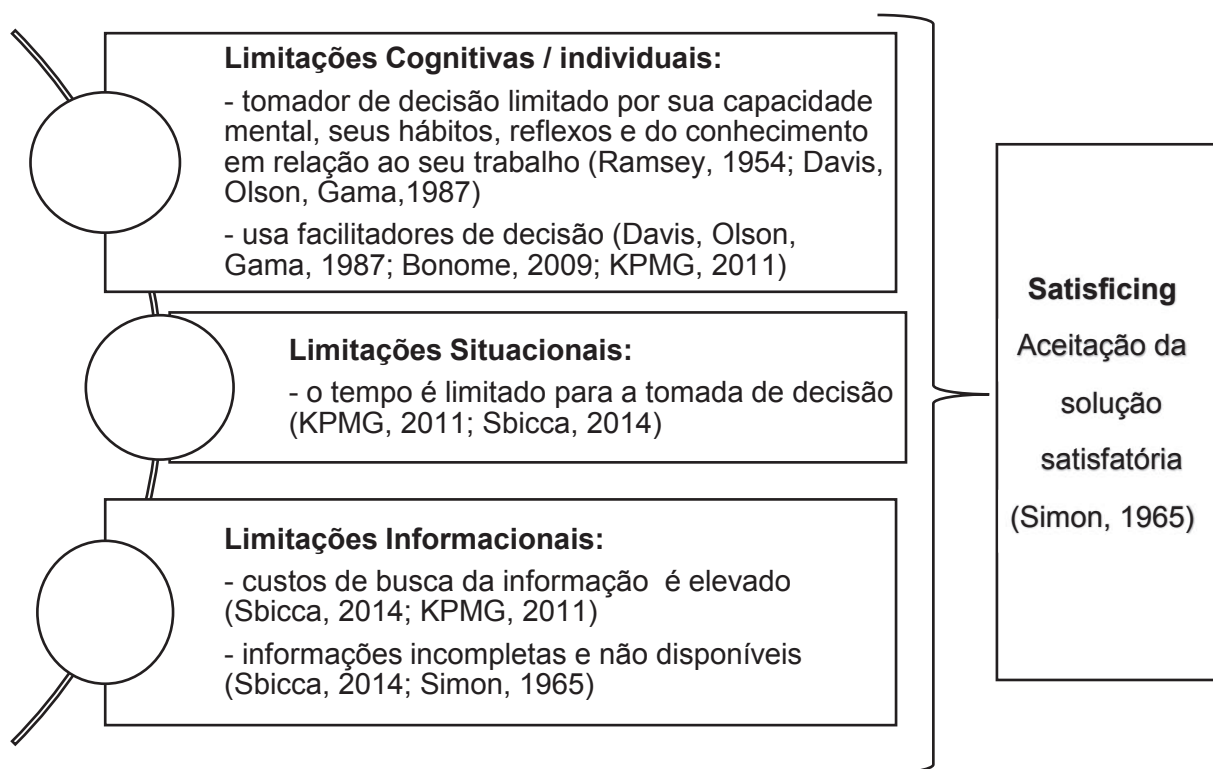 Limitações Cognitivas / individuais:
- tomador de decisão limitado por sua capacidade
mental, seus hábitos, reflexos e do conhecimento
em relação ao seu trabalho (Ramsey, 1954; Davis,
Olson, Gama,1987)
- usa facilitadores de decisão (Davis, Olson,
Gama, 1987; Bonome, 2009; KPMG, 2011)
Limitações Situacionais:
- o tempo é limitado para a tomada de decisão
(KPMG, 2011; Sbicca, 2014)
Limitações Informacionais:
- custos de busca da informação é elevado
(Sbicca, 2014; KPMG, 2011)
- informações incompletas e não disponíveis
(Sbicca, 2014; Simon, 1965)
Satisficing
Aceitação da
solução
satisfatória
(Simon, 1965)